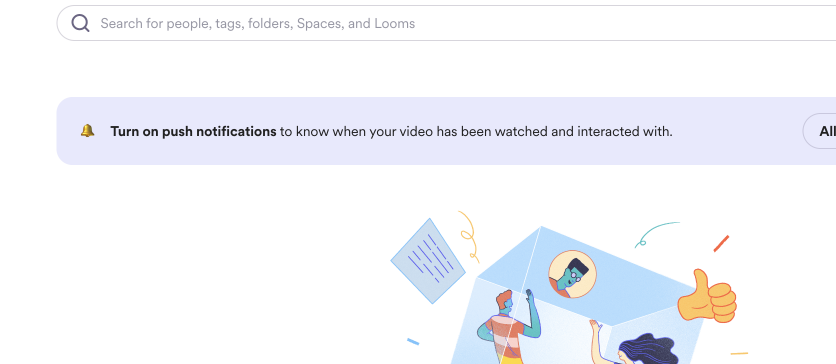 Search for people, tags, folders, Spaces, and Looms
Turn on push notifications to know when your video has been watched and interacted with.
All